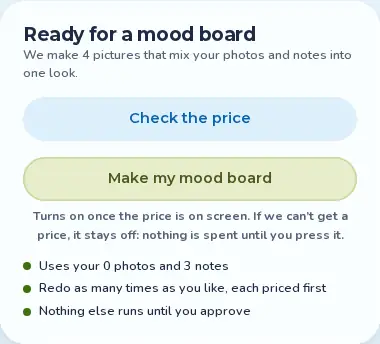 Ready for a mood board
We make 4 pictures that mix your photos and notes into
one look.
Check the price
Make my mood board
Turns on once the price is on screen. If we can't get a
price, it stays off: nothing is spent until you press it.
Uses your 0 photos and 3 notes
Redo as many times as you like, each priced first
Nothing else runs until you approve